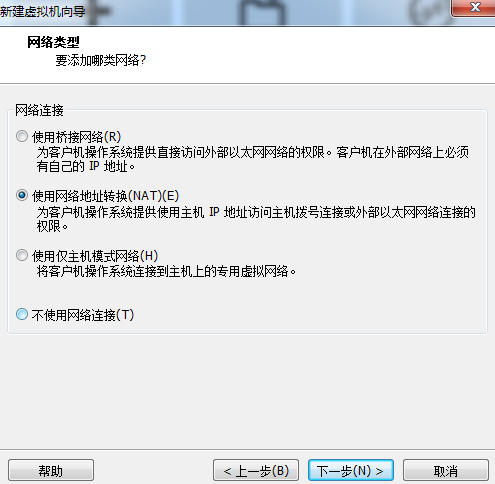 新建虚拟机向导
网络类型
要添加哪类网络?
网络连接
使用桥接网络(R)
为客户机操作系统提供直接访问外部以太网网络的权限。客户机在外部网络上必须
有自己的 IP 地址。
使用网络地址转换(NAT)(E)
为客户机操作系统提供使用主机 IP 地址访问主机拨号连接或外部以太网网络连接的
权限。
使用仅主机模式网络(H)
将客户机操作系统连接到主机上的专用虚拟网络。
不使用网络连接(T)
帮助
< 上一步(B)
下一步(N) >
取消